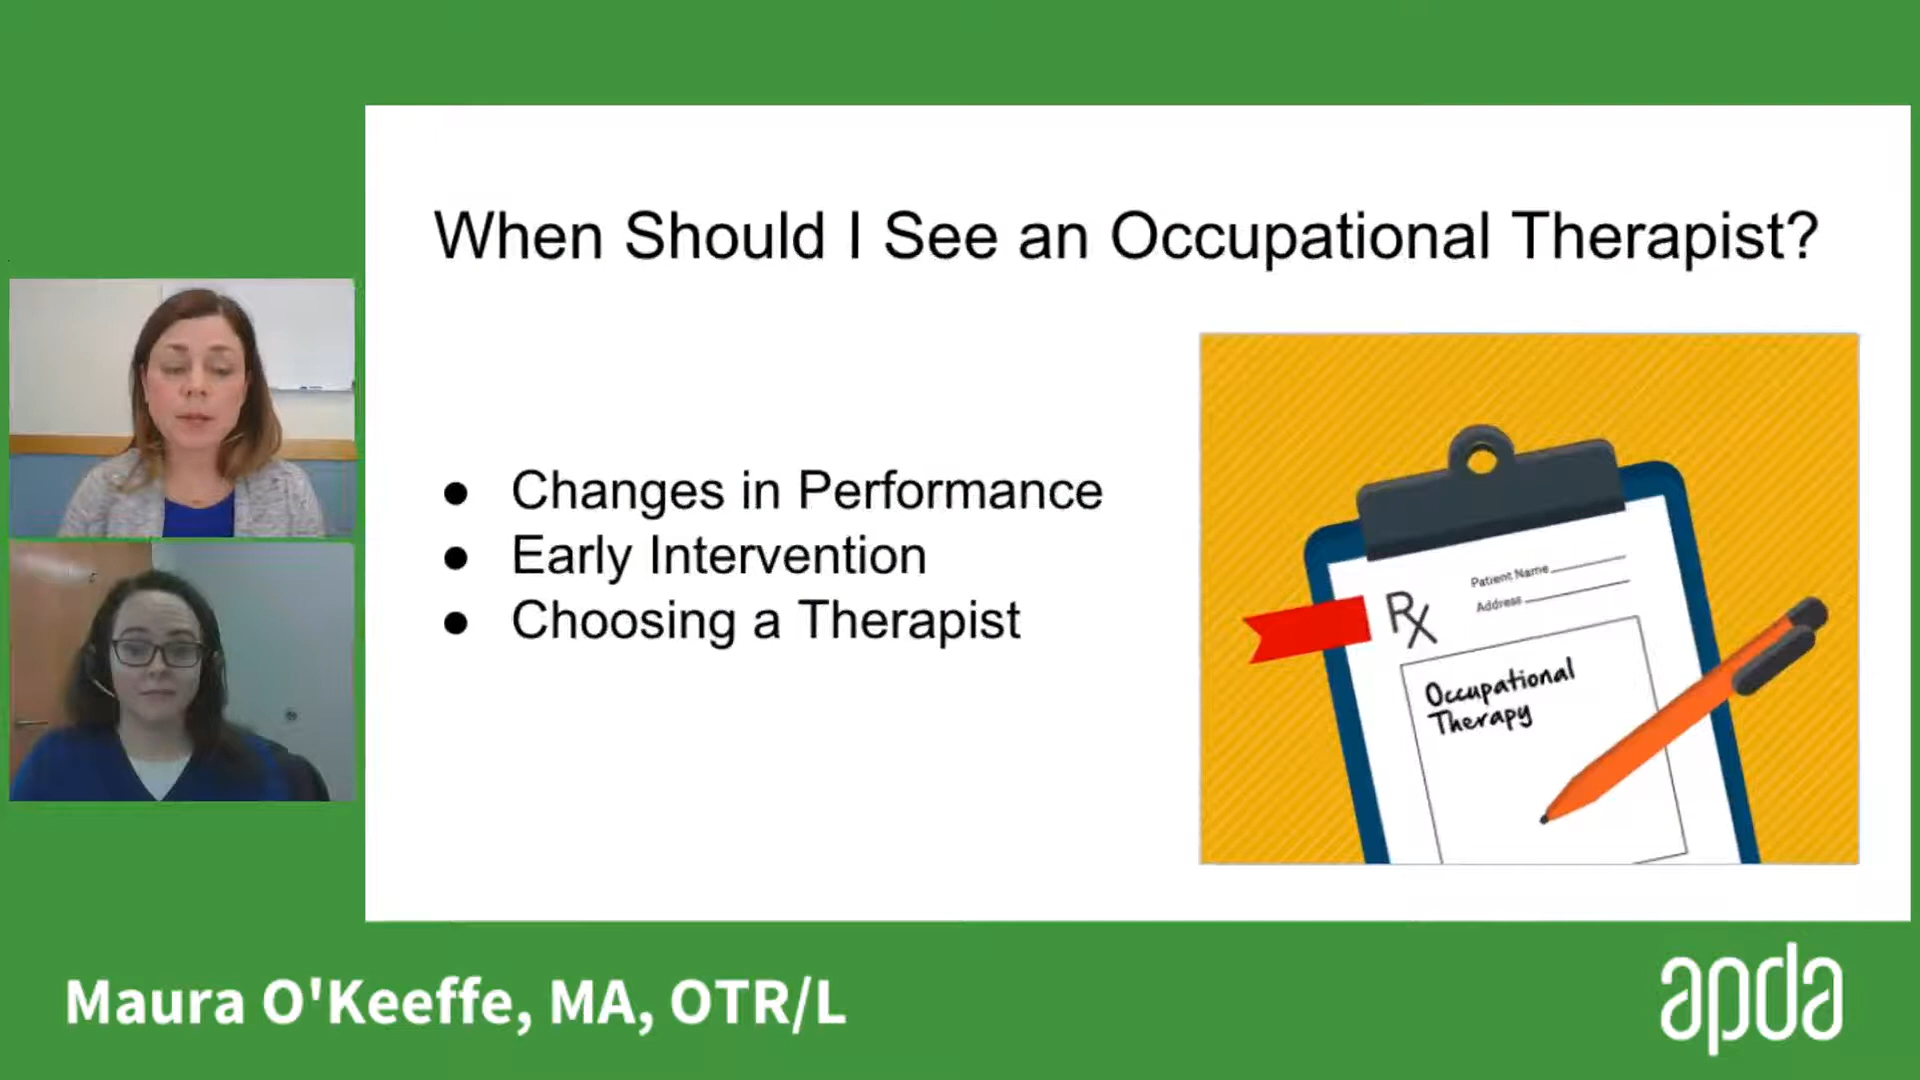 When Should I See an Occupational Therapist?
● Changes in Performance
● Early Intervention
● Choosing a Therapist
Patient Name
Address
Rx
Occupational
Therapy
Maura O'Keeffe, MA, OTR/L
apda